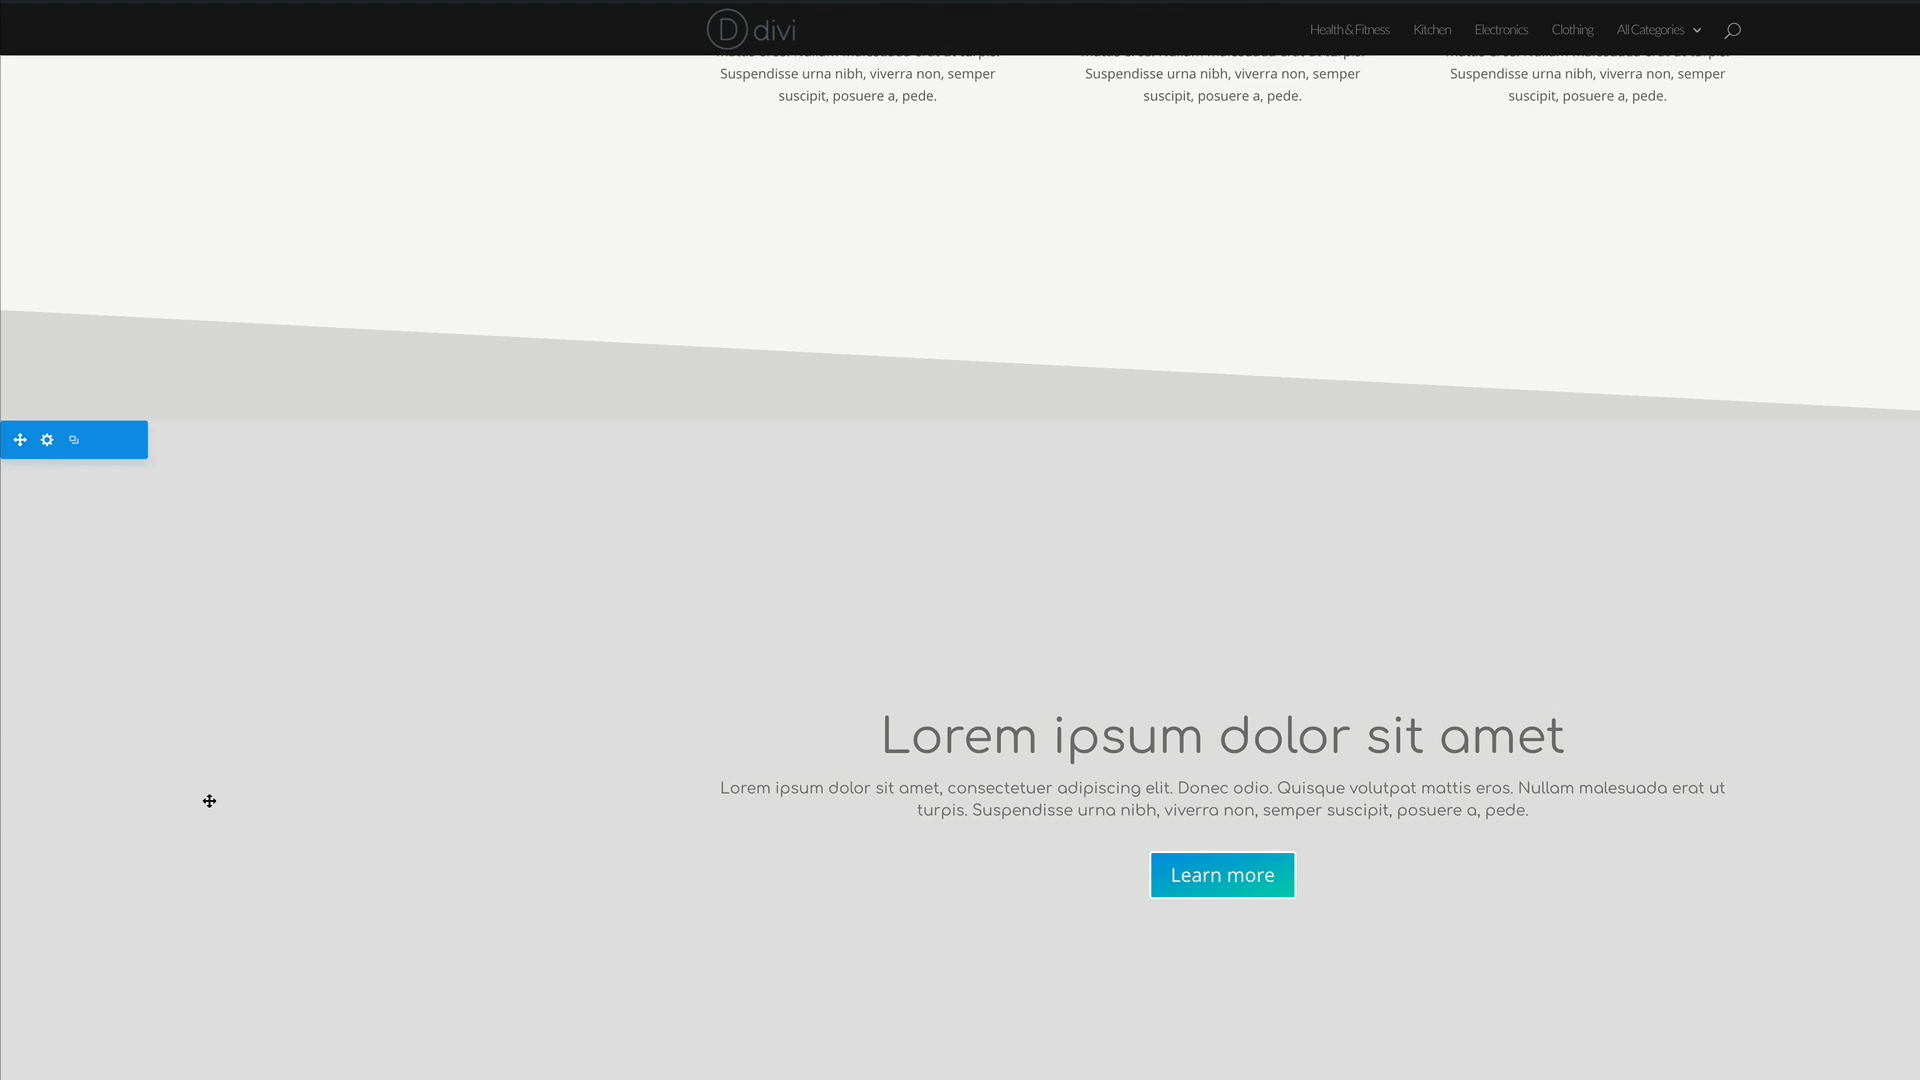 divi
Health & Fitness Kitchen Electronics Clothing All Categories
Suspendisse urna nibh, viverra non, semper
suscipit, posuere a, pede.
Suspendisse urna nibh, viverra non, semper
suscipit, posuere a, pede.
Suspendisse urna nibh, viverra non, semper
suscipit, posuere a, pede.
Lorem ipsum dolor sit amet
Lorem ipsum dolor sit amet, consectetuer adipiscing elit. Donec odio. Quisque volutpat mattis eros. Nullam malesuada erat ut
turpis. Suspendisse urna nibh, viverra non, semper suscipit, posuere a, pede.
Learn more